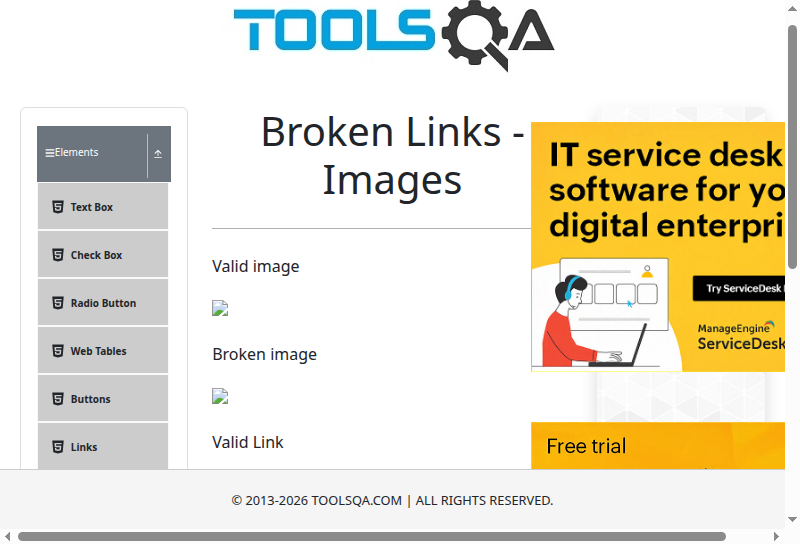 TOOLSQA
Elements
Text Box
Check Box
Radio Button
Web Tables
Buttons
Links
Broken Links -
Images
Valid image
Broken image
Valid Link
IT service desk
software for yo
digital enterpri
Try ServiceDesk
ManageEngine
ServiceDesk
Free trial
© 2013-2026 TOOLSQA.COM | ALL RIGHTS RESERVED.